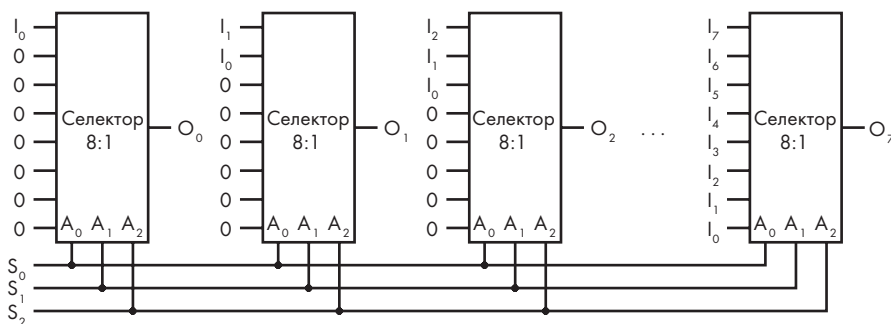 I₀ I₁ I₂ I₇
0 I₀ I₁ I₆
0 0 I₀ I₅
0 0 0 I₄
Селектор Селектор Селектор Селектор
8:1 8:1 8:1 8:1
O₀ O₁ O₂ ... O₇
0 0 0 I₃
0 0 0 I₂
0 0 0 I₁
0 0 0 I₀
A₀ A₁ A₂ A₀ A₁ A₂ A₀ A₁ A₂ A₀ A₁ A₂
S₀
S₁
S₂